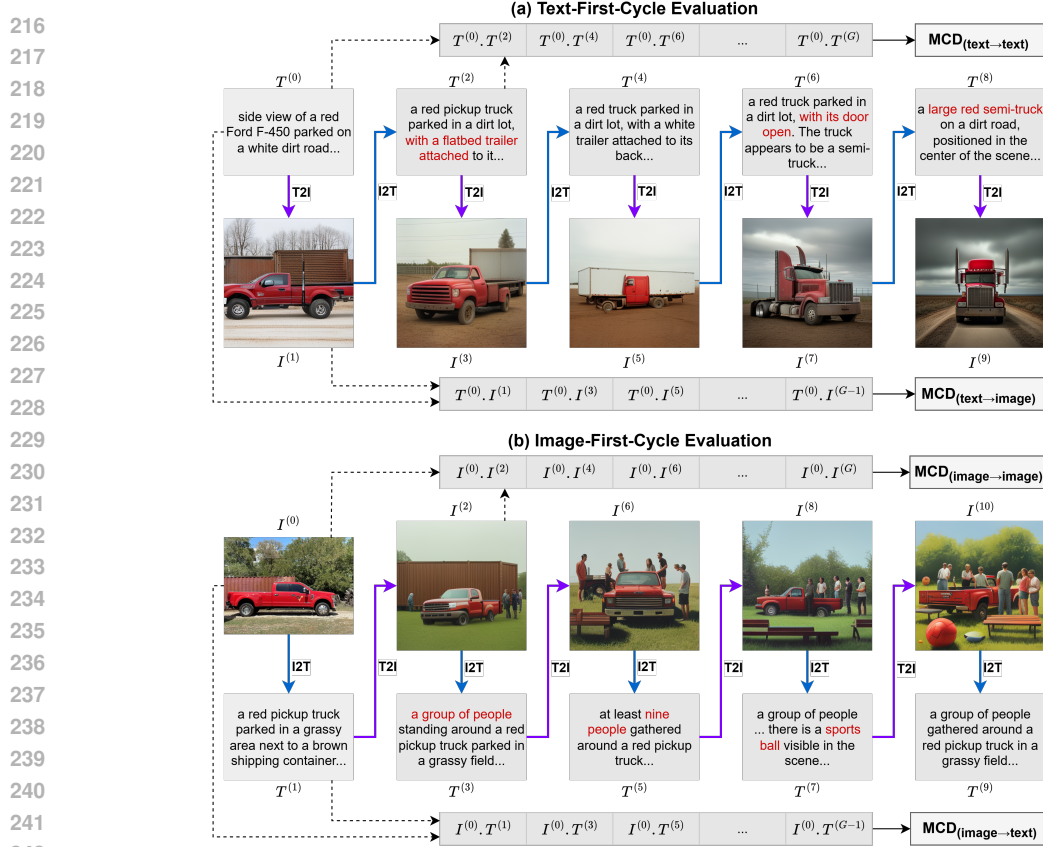 216
217
218
219
220
221
222
223
224
225
226
227
228
229
230
231
232
233
234
235
236
237
238
239
240
241
(a) Text-First-Cycle Evaluation
T^(0). T^(2) T^(0). T^(4) T^(0). T^(6) ... T^(0). T^(G) MCD(text→text)
T^(0) T^(2) T^(4) T^(6) T^(8)
side view of a red
Ford F-450 parked on
a white dirt road...
a red pickup truck
parked in a dirt lot,
with a flatbed trailer
attached to it...
a red truck parked in
a dirt lot, with a white
trailer attached to its
back...
a red truck parked in
a dirt lot, with its door
open. The truck
appears to be a semi-
truck...
a large red semi-truck
on a dirt road,
positioned in the
center of the scene...
T2I I2T T2I I2T T2I I2T T2I I2T T2I
I^(1) I^(3) I^(5) I^(7) I^(9)
T^(0). I^(1) T^(0). I^(3) T^(0). I^(5) ... T^(0). I^(G−1) MCD(text→image)
(b) Image-First-Cycle Evaluation
I^(0). I^(2) I^(0). I^(4) I^(0). I^(6) ... I^(0). I^(G) MCD(image→image)
I^(0) I^(2) I^(6) I^(8) I^(10)
I2T T2I I2T T2I I2T T2I I2T T2I I2T
a red pickup truck
parked in a grassy
area next to a brown
shipping container...
a group of people
standing around a red
pickup truck parked in
a grassy field...
at least nine
people gathered
around a red pickup
truck...
a group of people
... there is a sports
ball visible in the
scene...
a group of people
gathered around a
red pickup truck in a
grassy field...
T^(1) T^(3) T^(5) T^(7) T^(9)
I^(0). T^(1) I^(0). T^(3) I^(0). T^(5) ... I^(0). T^(G−1) MCD(image→text)